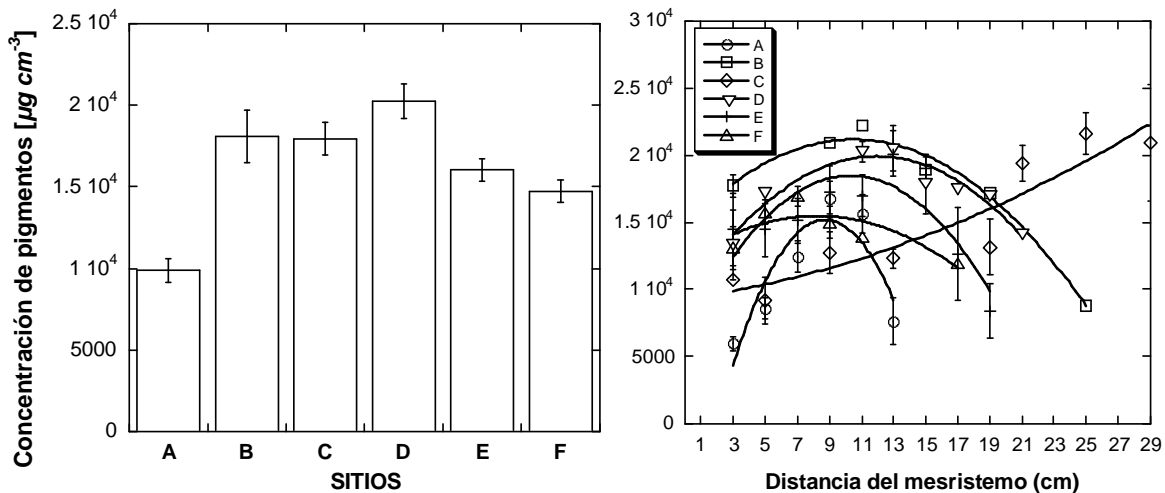 Concentración de pigmentos [µg cm-3]
2.5 10^4
2 10^4
1.5 10^4
1 10^4
5000
0
A B C D E F
SITIOS
3 10^4
2.5 10^4
2 10^4
1.5 10^4
1 10^4
5000
0
A
B
C
D
E
F
1 3 5 7 9 11 13 15 17 19 21 23 25 27 29
Distancia del mesristemo (cm)